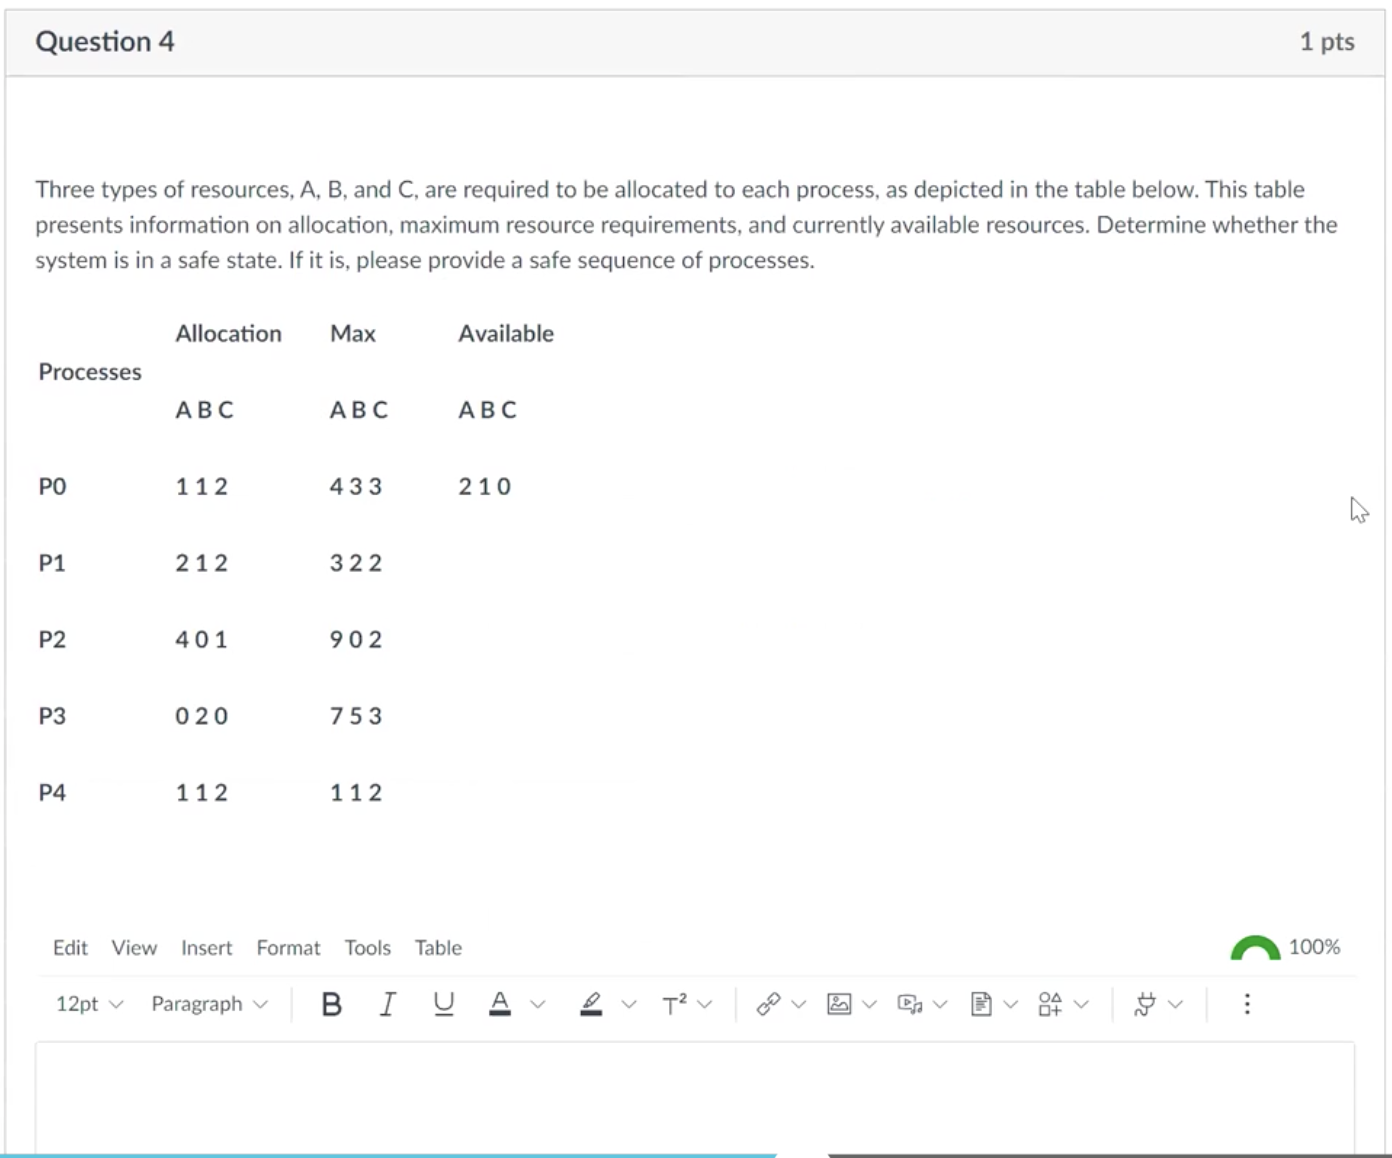 Question 4
1 pts
Three types of resources, A, B, and C, are required to be allocated to each process, as depicted in the table below. This table
presents information on allocation, maximum resource requirements, and currently available resources. Determine whether the
system is in a safe state. If it is, please provide a safe sequence of processes.
Allocation Max Available
Processes
A B C A B C A B C
P0 1 1 2 4 3 3 2 1 0
P1 2 1 2 3 2 2
P2 4 0 1 9 0 2
P3 0 2 0 7 5 3
P4 1 1 2 1 1 2
Edit View Insert Format Tools Table 100%
12pt Paragraph B I U A T²